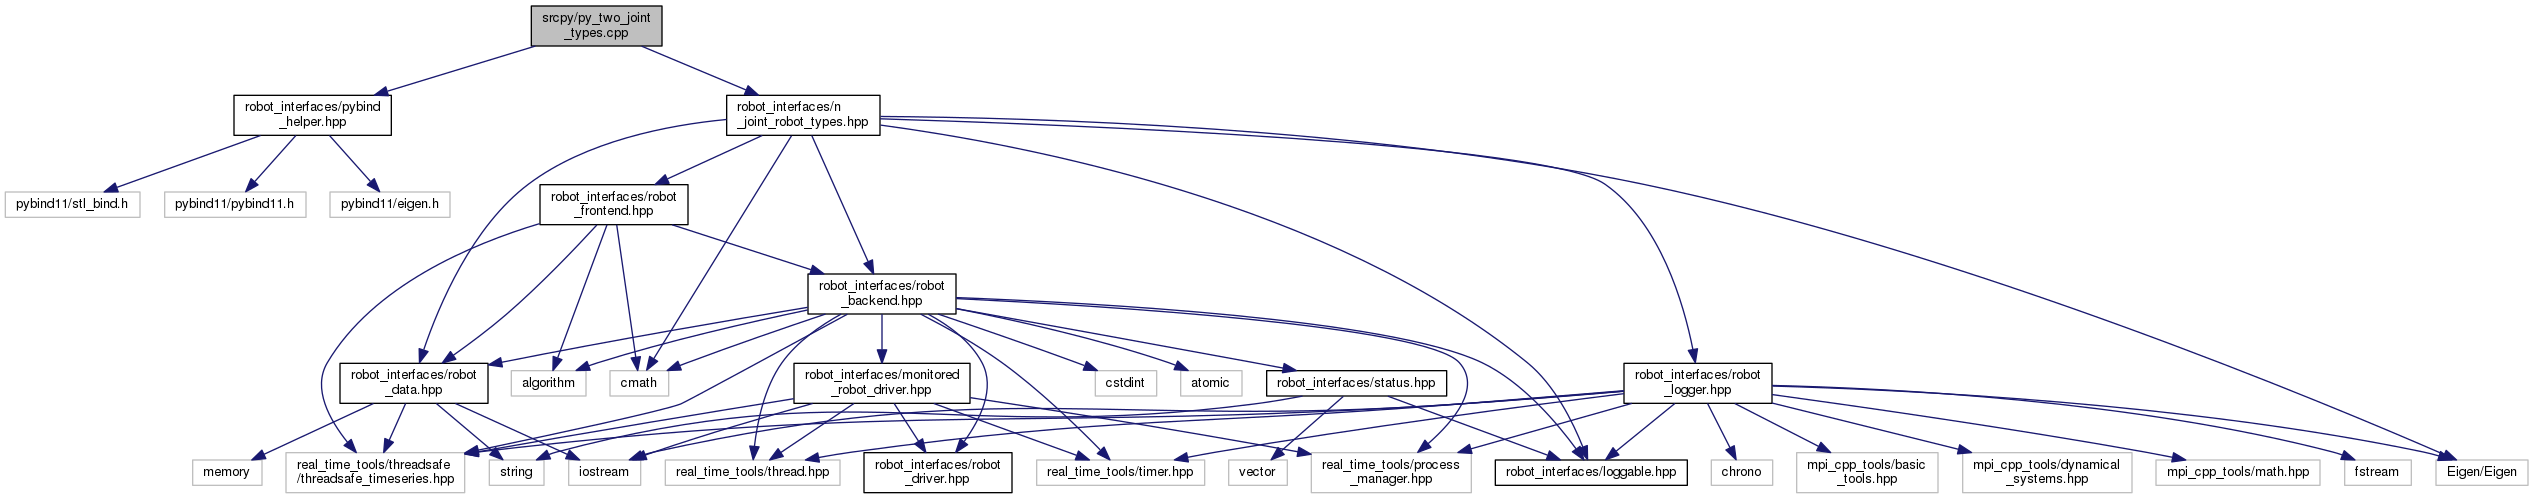 srcpy/py_two_joint
_types.cpp
robot_interfaces/pybind
_helper.hpp
robot_interfaces/n
_joint_robot_types.hpp
pybind11/stl_bind.h
pybind11/pybind11.h
pybind11/eigen.h
robot_interfaces/robot
_frontend.hpp
robot_interfaces/robot
_backend.hpp
robot_interfaces/robot
_data.hpp
algorithm
cmath
robot_interfaces/monitored
_robot_driver.hpp
cstdint
atomic
robot_interfaces/status.hpp
robot_interfaces/robot
_logger.hpp
memory
real_time_tools/threadsafe
/threadsafe_timeseries.hpp
string
iostream
real_time_tools/thread.hpp
robot_interfaces/robot
_driver.hpp
real_time_tools/timer.hpp
vector
real_time_tools/process
_manager.hpp
robot_interfaces/loggable.hpp
chrono
mpi_cpp_tools/basic
_tools.hpp
mpi_cpp_tools/dynamical
_systems.hpp
mpi_cpp_tools/math.hpp
fstream
Eigen/Eigen